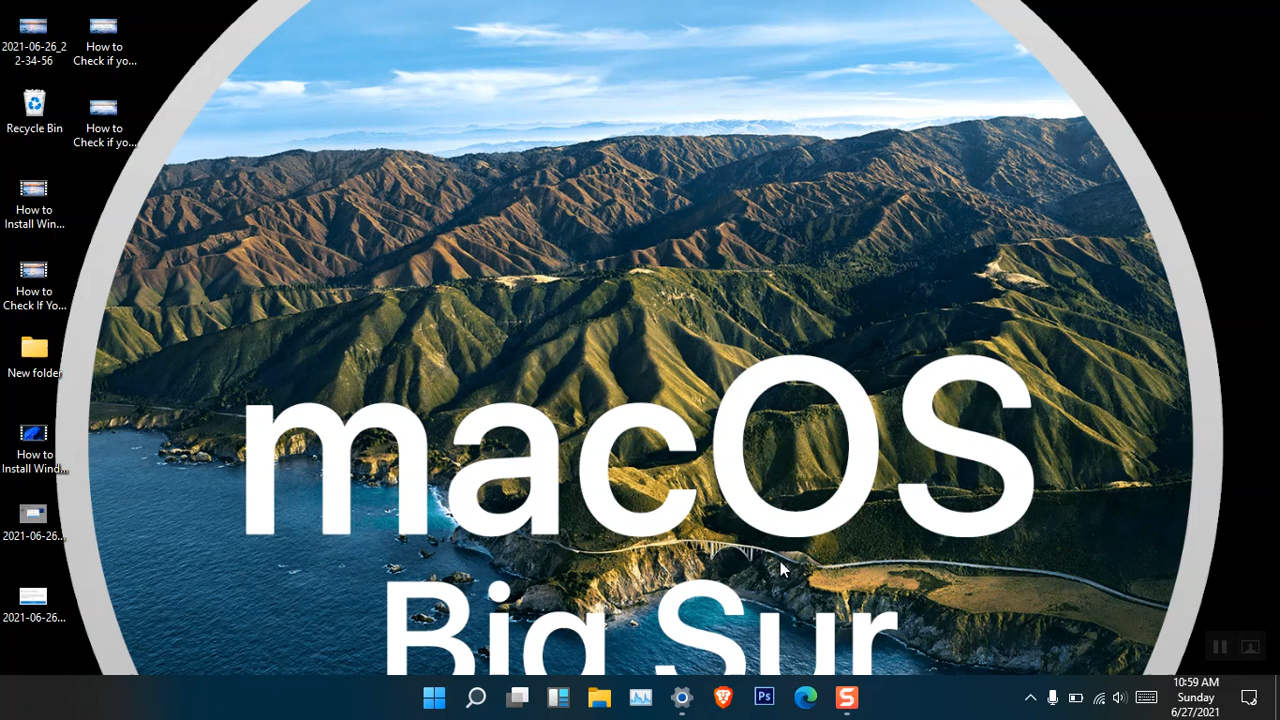 2021-06-26_2
2-34-56
How to
Check if yo...
Recycle Bin
How to
Check if yo...
How to
Install Win...
How to
Check If Yo...
New folder
How to
Install Wind...
2021-06-26...
2021-06-26...
macOS
Big Sur
Ps
S
10:59 AM
Sunday
6/27/2021